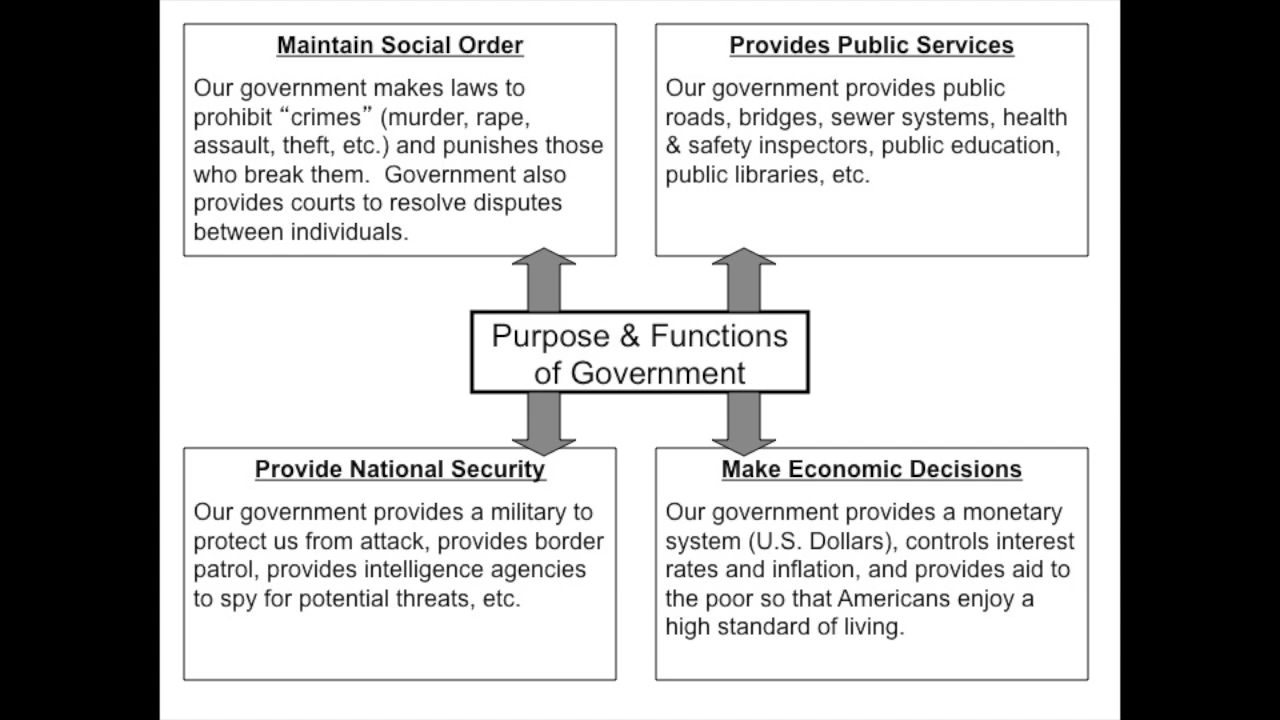 Maintain Social Order
Our government makes laws to
prohibit “crimes” (murder, rape,
assault, theft, etc.) and punishes those
who break them.  Government also
provides courts to resolve disputes
between individuals.
Provides Public Services
Our government provides public
roads, bridges, sewer systems, health
& safety inspectors, public education,
public libraries, etc.
Purpose & Functions
of Government
Provide National Security
Our government provides a military to
protect us from attack, provides border
patrol, provides intelligence agencies
to spy for potential threats, etc.
Make Economic Decisions
Our government provides a monetary
system (U.S. Dollars), controls interest
rates and inflation, and provides aid to
the poor so that Americans enjoy a
high standard of living.